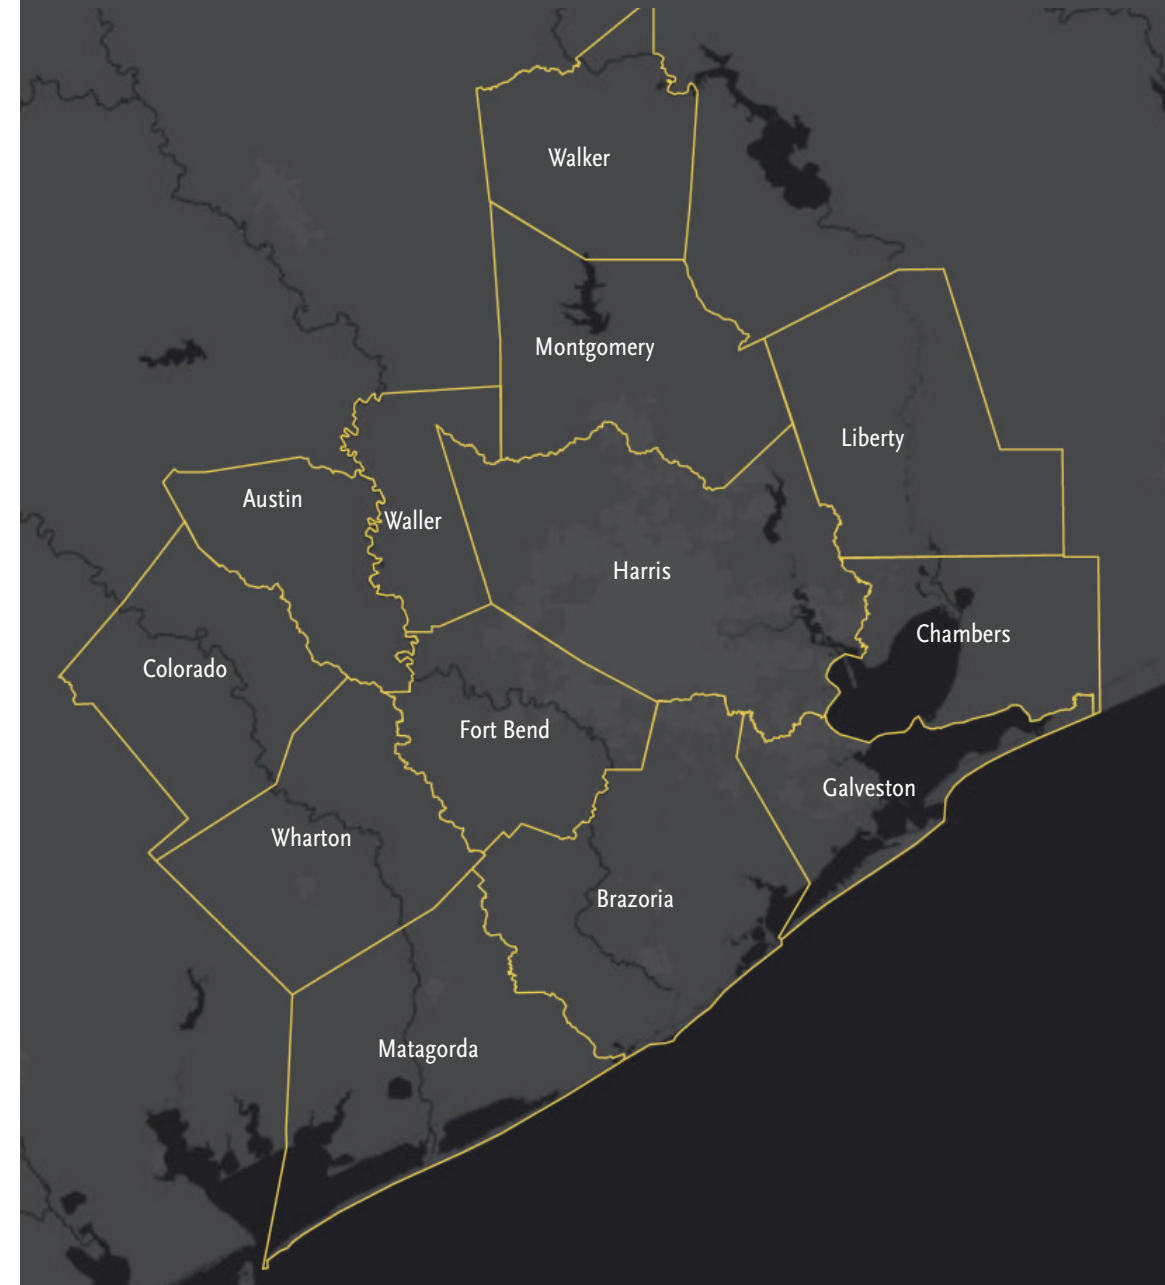 Walker
Montgomery
Liberty
Austin
Waller
Harris
Chambers
Colorado
Fort Bend
Galveston
Wharton
Brazoria
Matagorda